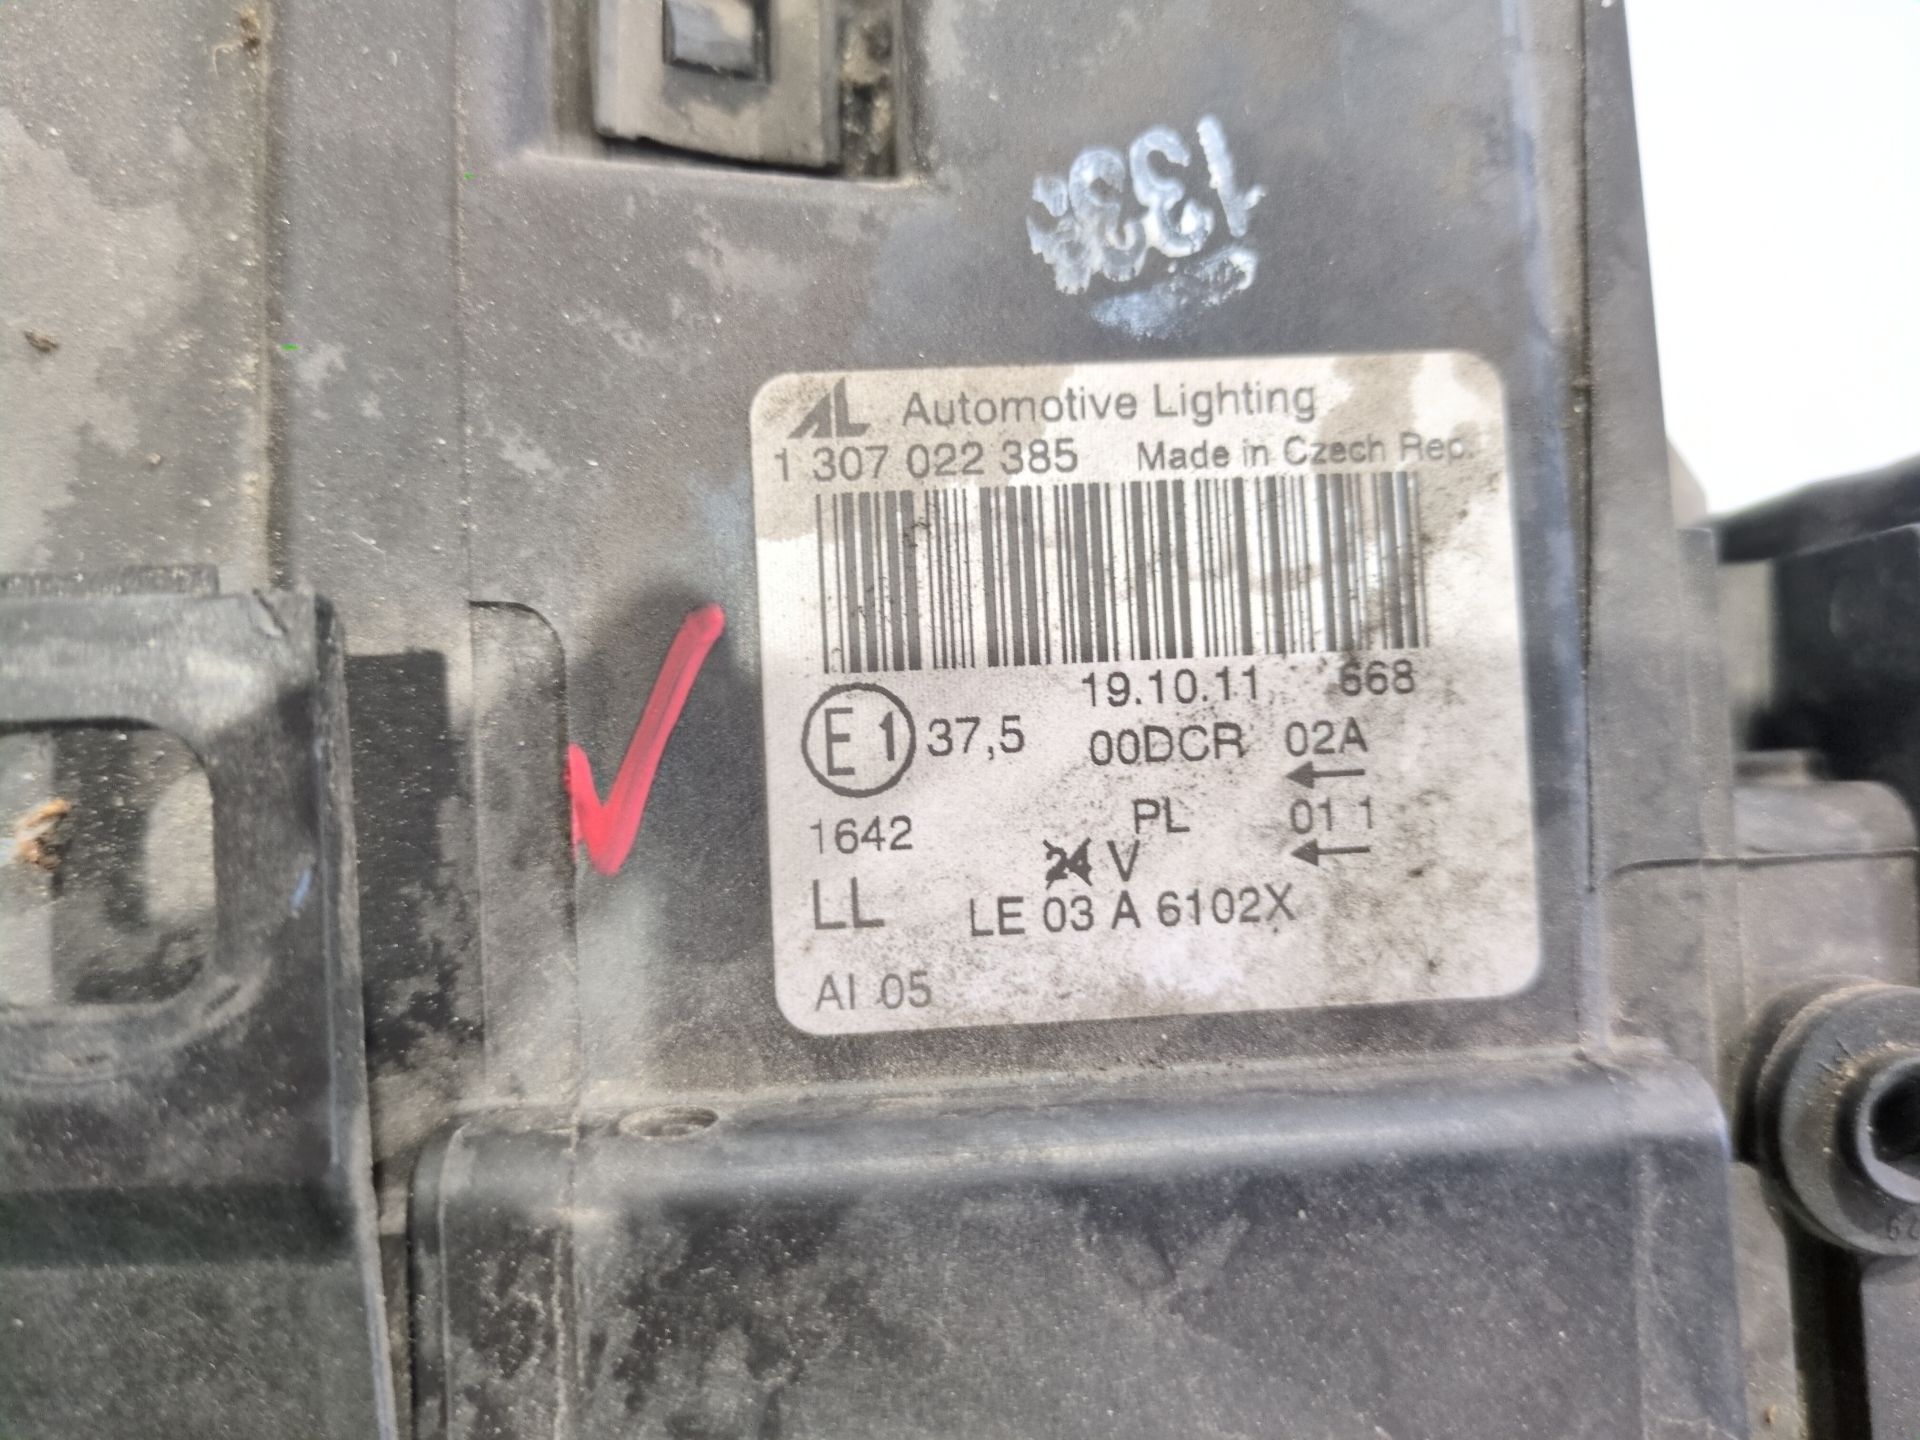 133
AL Automotive Lighting
1 307 022 385 Made in Czech Rep.
19.10.11 668
E1 37,5 00DCR 02A
←
1642 PL 01 1
24 V ←
LL LE 03 A 6102X
AI 05